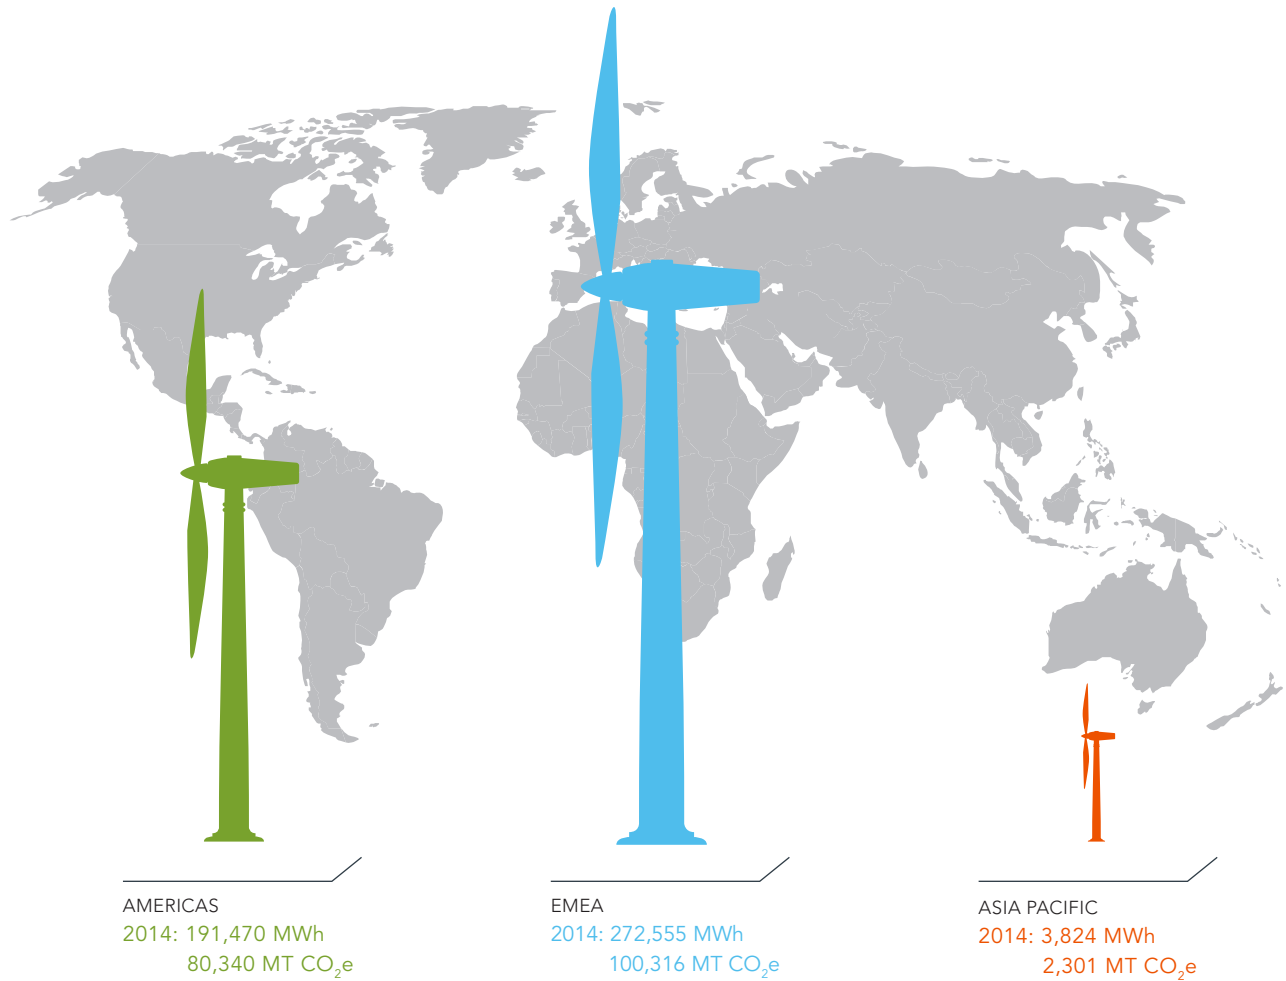 AMERICAS
2014: 191,470 MWh
80,340 MT CO₂e
EMEA
2014: 272,555 MWh
100,316 MT CO₂e
ASIA PACIFIC
2014: 3,824 MWh
2,301 MT CO₂e